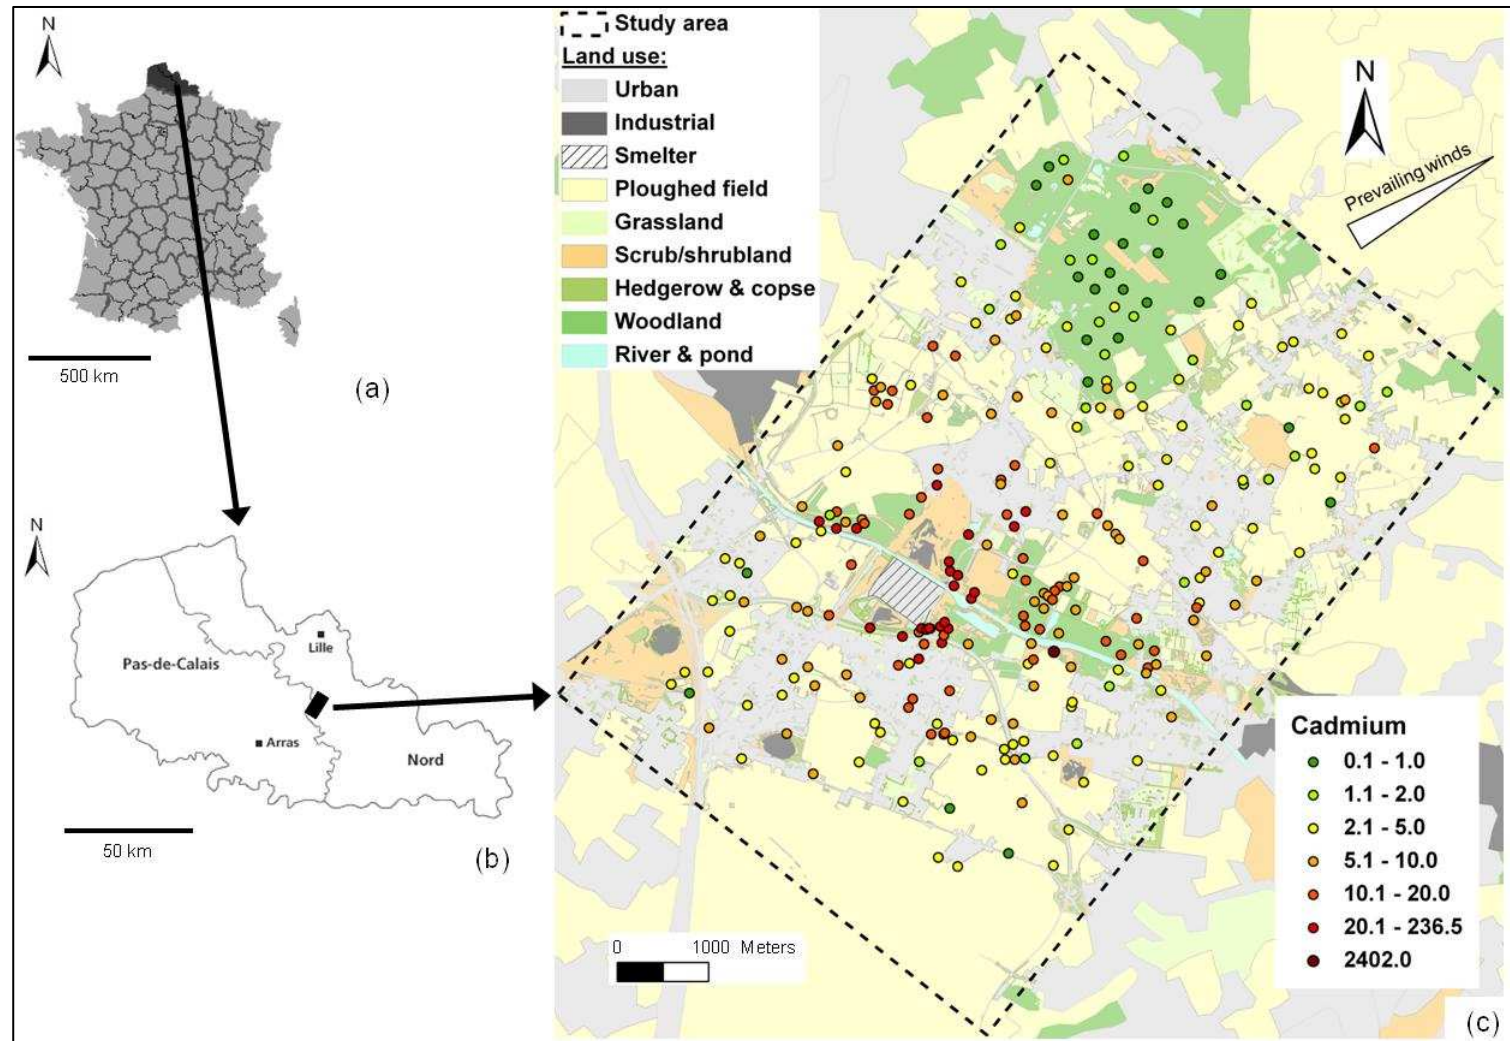 N
500 km
(a)
N
Pas-de-Calais
Lille
Arras
Nord
50 km
(b)
Study area
Land use:
Urban
Industrial
Smelter
Ploughed field
Grassland
Scrub/shrubland
Hedgerow & copse
Woodland
River & pond
N
Prevailing winds
0 1000 Meters
Cadmium
0.1 - 1.0
1.1 - 2.0
2.1 - 5.0
5.1 - 10.0
10.1 - 20.0
20.1 - 236.5
2402.0
(c)